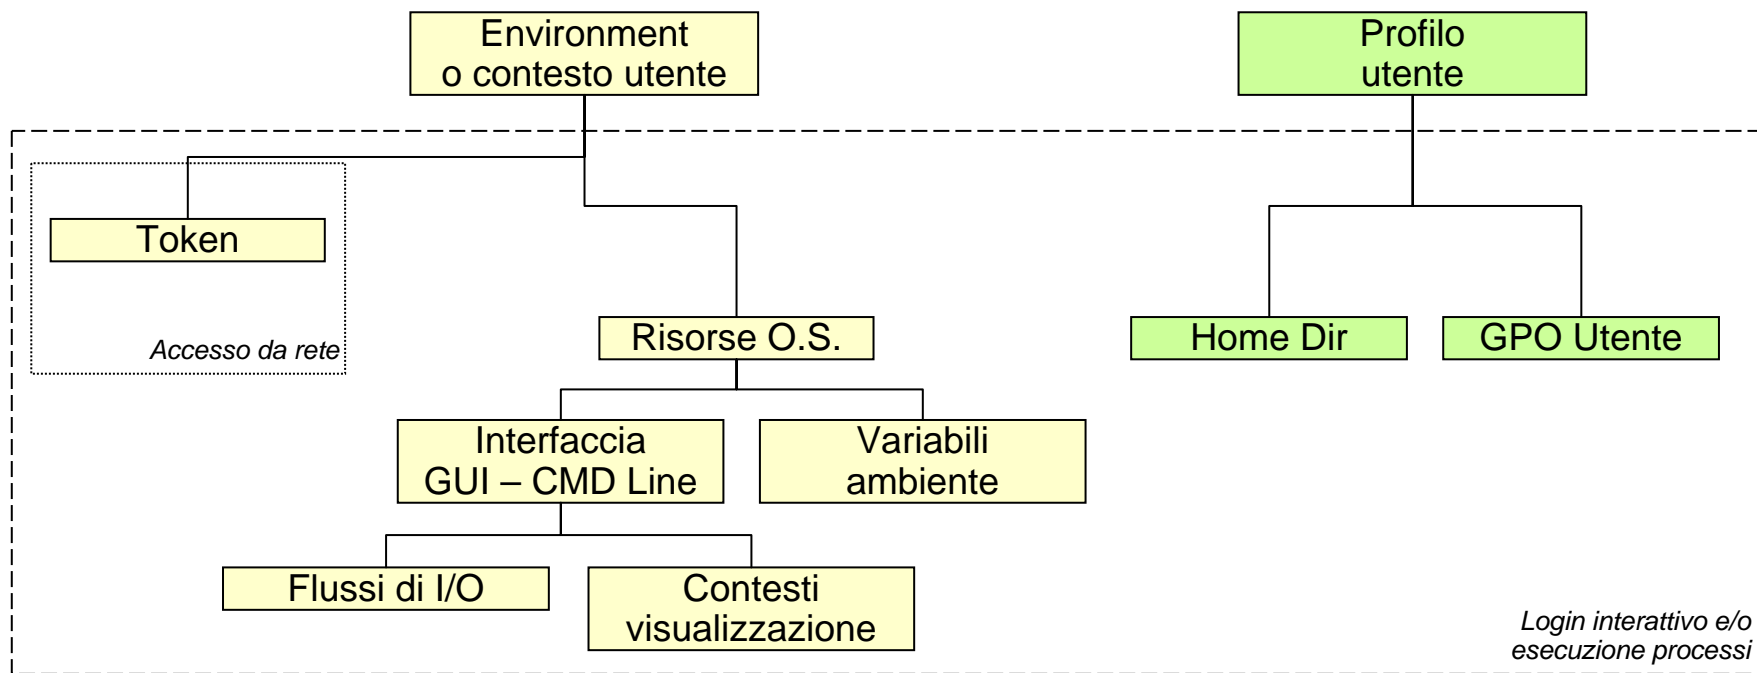 Environment
o contesto utente
Profilo
utente
Token
Accesso da rete
Risorse O.S.
Home Dir
GPO Utente
Interfaccia
GUI – CMD Line
Variabili
ambiente
Flussi di I/O
Contesti
visualizzazione
Login interattivo e/o
esecuzione processi